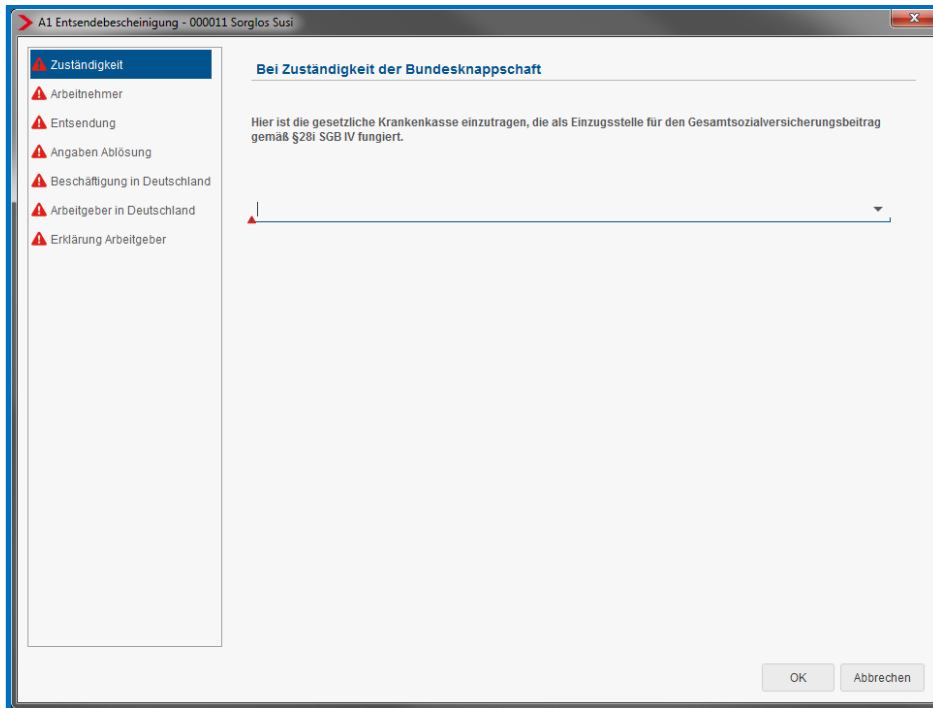 A1 Entsendebescheinigung - 000011 Sorglos Susi
Zuständigkeit
Arbeitnehmer
Entsendung
Angaben Ablösung
Beschäftigung in Deutschland
Arbeitgeber in Deutschland
Erklärung Arbeitgeber
Bei Zuständigkeit der Bundesknappschaft
Hier ist die gesetzliche Krankenkasse einzutragen, die als Einzugsstelle für den Gesamtsozialversicherungsbeitrag
gemäß §28i SGB IV fungiert.
OK
Abbrechen